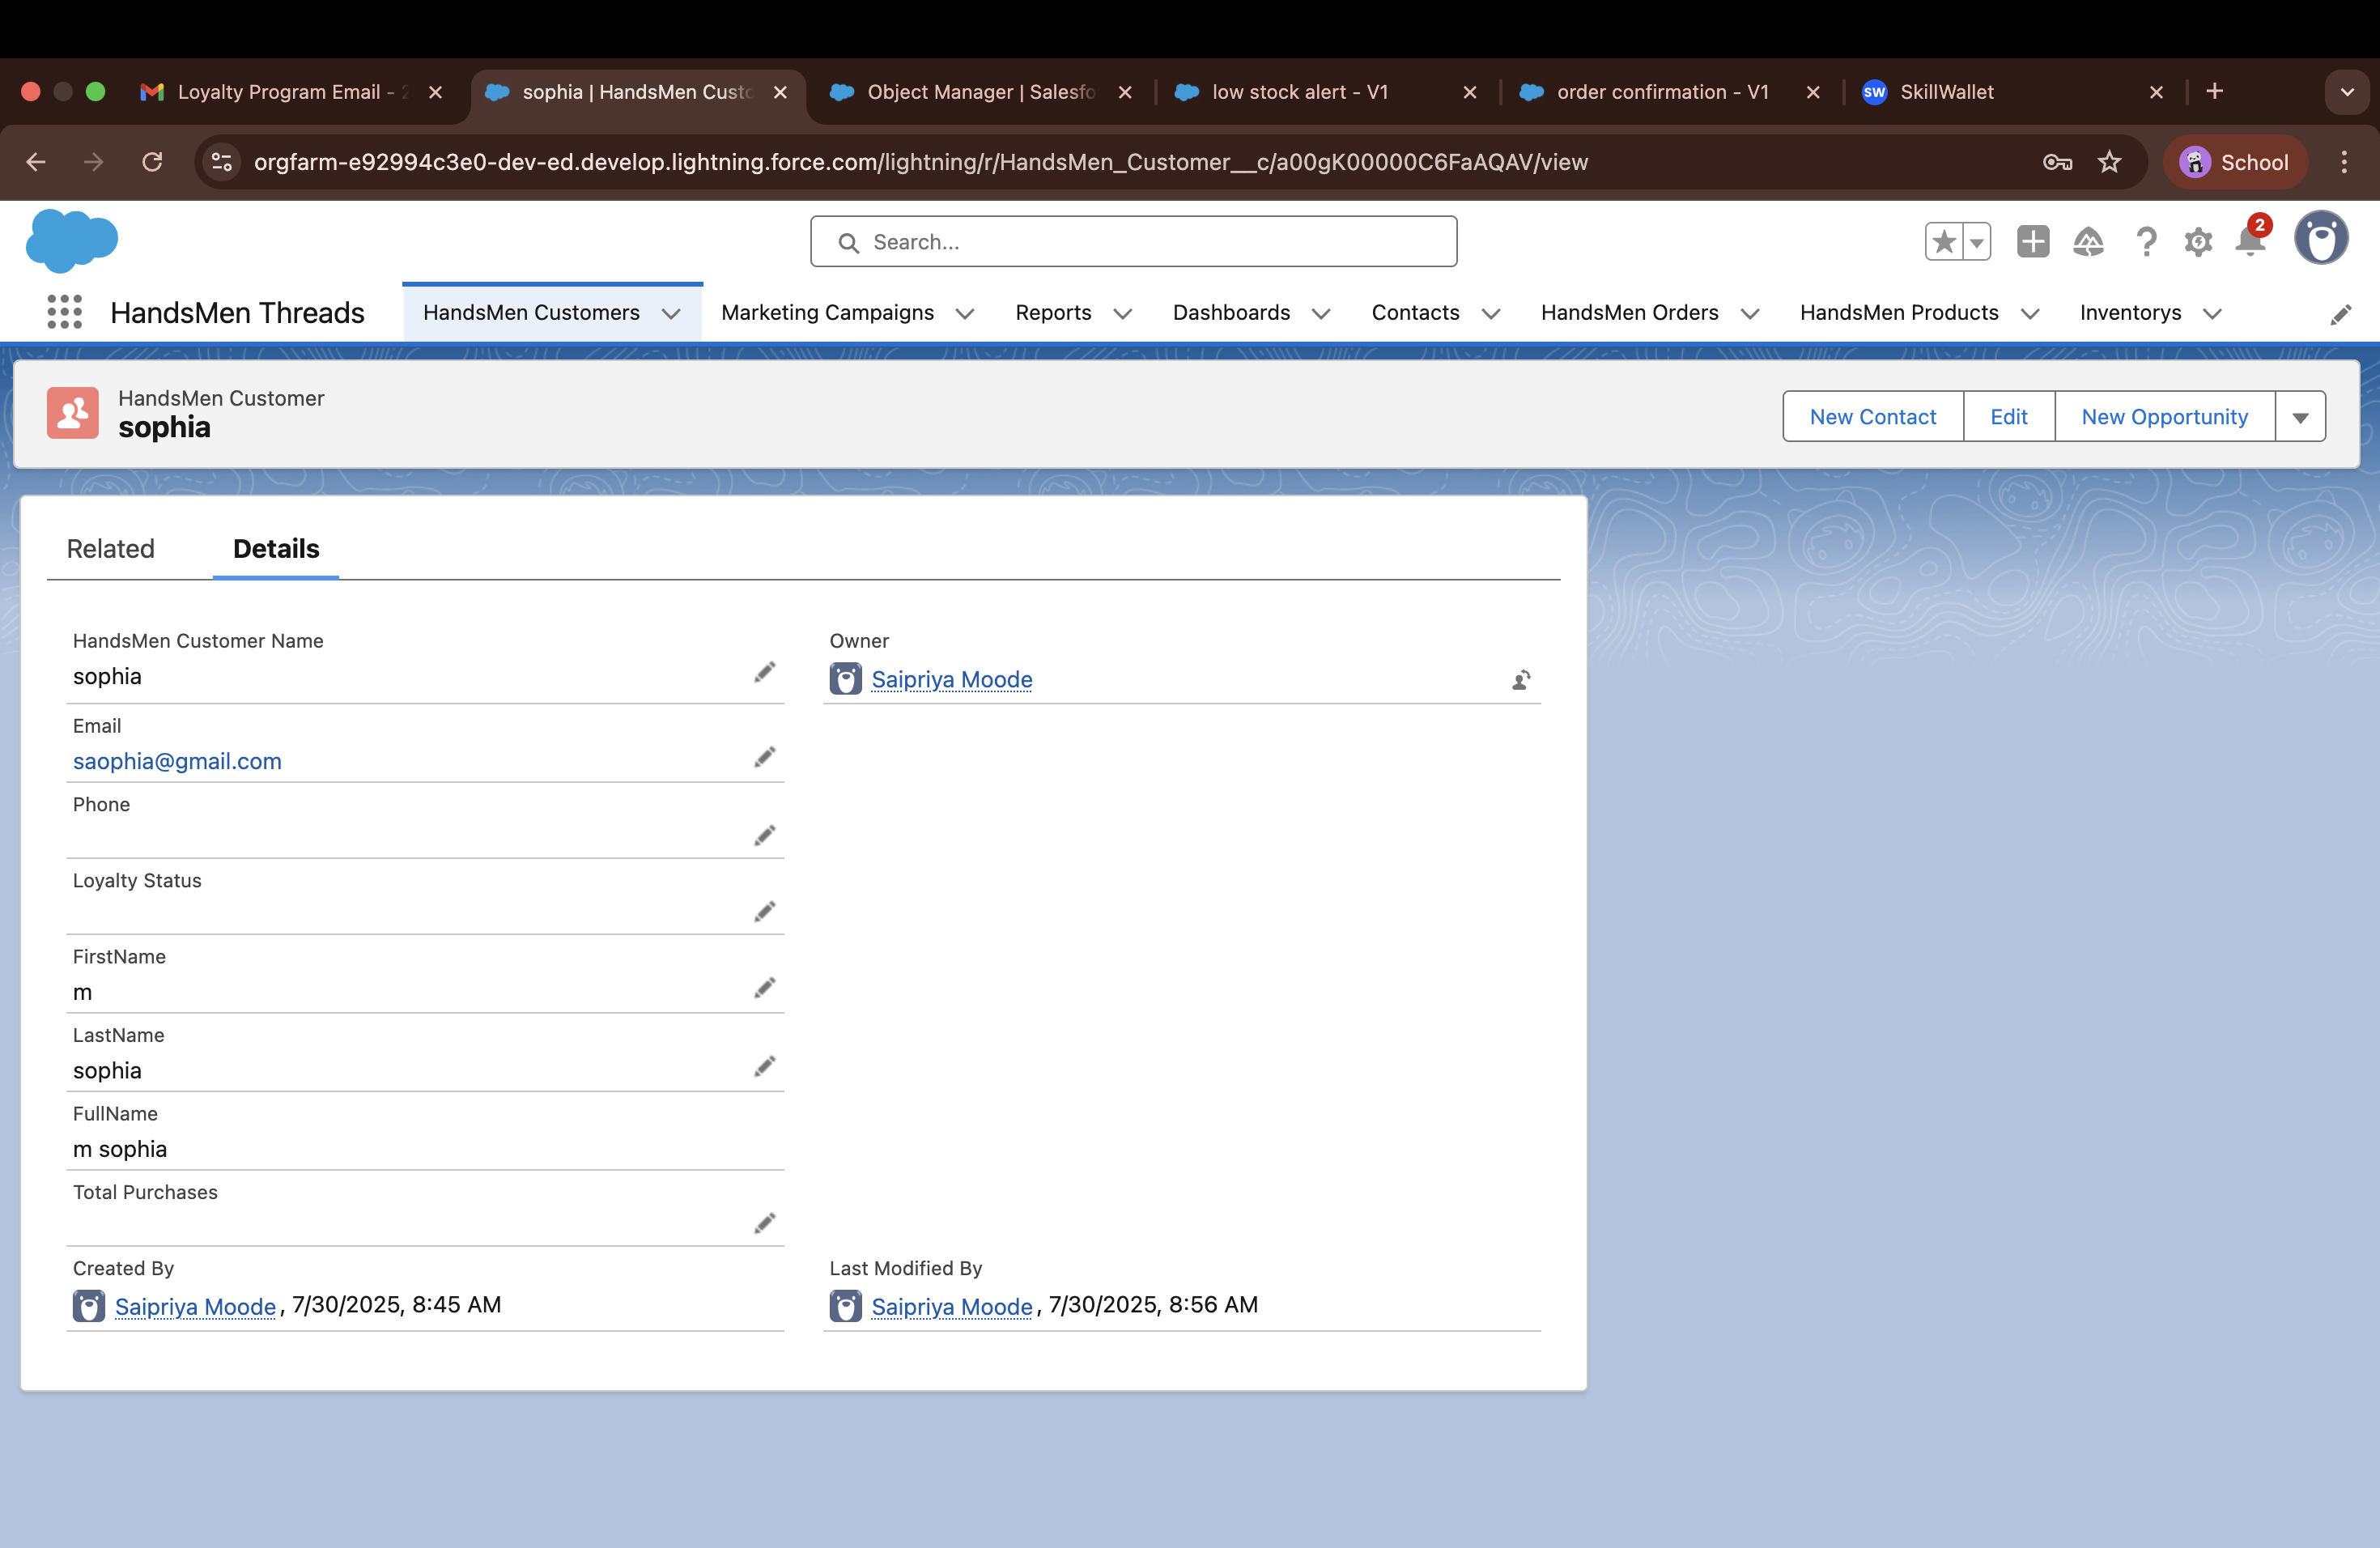 Loyalty Program Email - 2
sophia | HandsMen Custo
Object Manager | Salesfo
low stock alert - V1
order confirmation - V1
SW SkillWallet
orgfarm-e92994c3e0-dev-ed.develop.lightning.force.com/lightning/r/HandsMen_Customer__c/a00gK00000C6FaAQAV/view
School
Search...
2
HandsMen Threads
HandsMen Customers
Marketing Campaigns
Reports
Dashboards
Contacts
HandsMen Orders
HandsMen Products
Inventorys
HandsMen Customer
sophia
New Contact
Edit
New Opportunity
Related
Details
HandsMen Customer Name
sophia
Owner
Saipriya Moode
Email
saophia@gmail.com
Phone
Loyalty Status
FirstName
m
LastName
sophia
FullName
m sophia
Total Purchases
Created By
Saipriya Moode, 7/30/2025, 8:45 AM
Last Modified By
Saipriya Moode, 7/30/2025, 8:56 AM